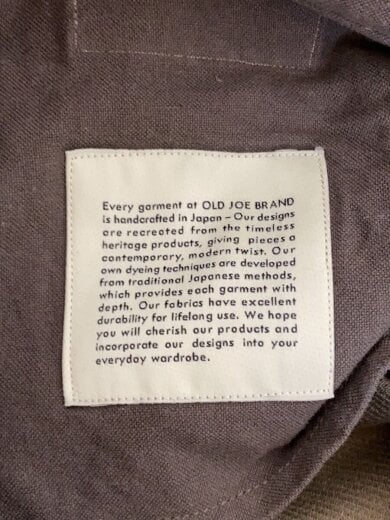 Every garment at OLD JOE BRAND
is handcrafted in Japan – Our designs
are recreated from the timeless
heritage products, giving pieces a
contemporary, modern twist. Our
own dyeing techniques are developed
from traditional Japanese methods,
which provides each garment with
depth. Our fabrics have excellent
durability for lifelong use. We hope
you will cherish our products and
incorporate our designs into your
everyday wardrobe.